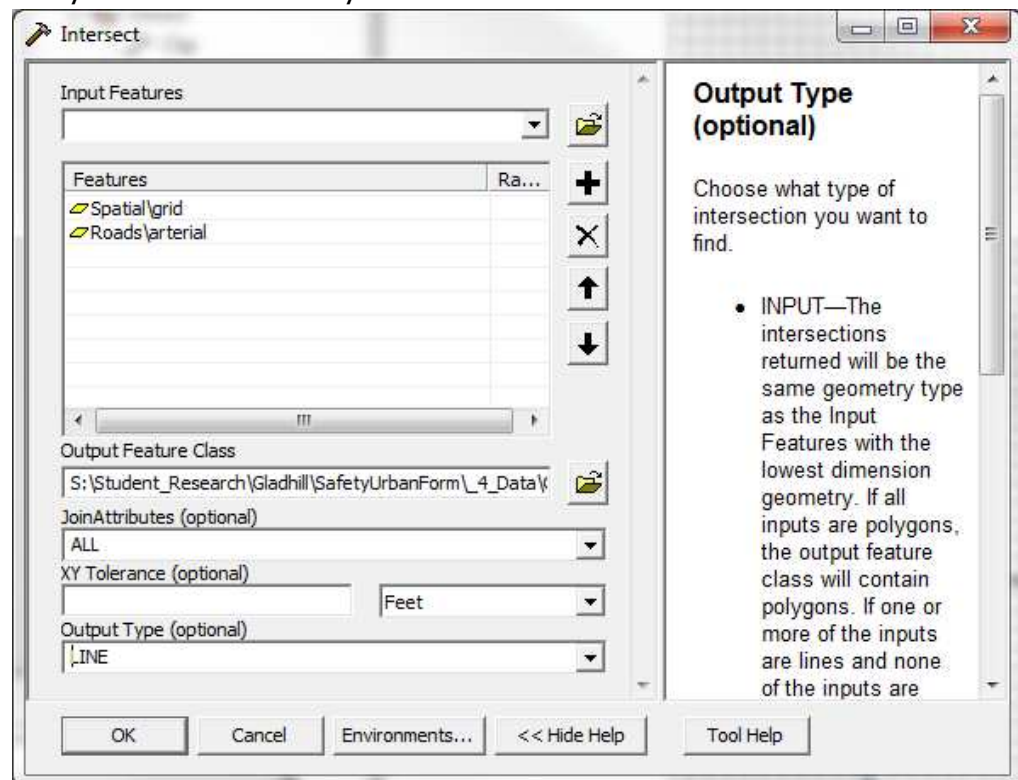 Intersect
Input Features
Features Ra...
Spatial\grid
Roads\arterial
Output Feature Class
S:\Student_Research\Gladhill\SafetyUrbanForm\_4_Data\
JoinAttributes (optional)
ALL
XY Tolerance (optional)
Feet
Output Type (optional)
LINE
OK
Cancel
Environments...
<< Hide Help
Tool Help
Output Type
(optional)
Choose what type of
intersection you want to
find.
• INPUT—The
intersections
returned will be the
same geometry type
as the Input
Features with the
lowest dimension
geometry. If all
inputs are polygons,
the output feature
class will contain
polygons. If one or
more of the inputs
are lines and none
of the inputs are